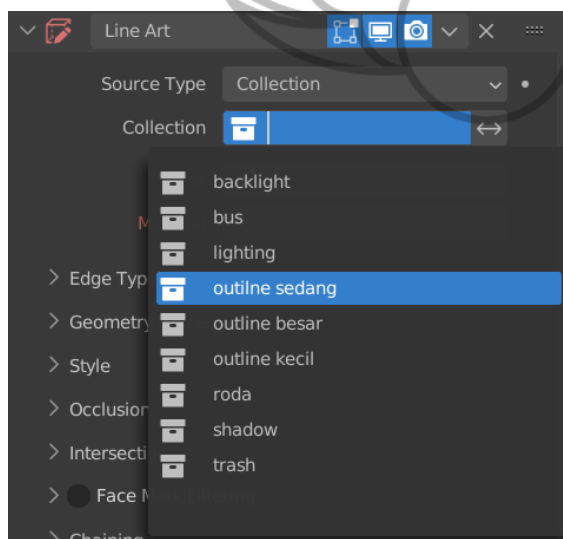 Line Art
Source Type Collection
Collection
backlight
bus
lighting
Edge Typ
outilne sedang
Geometry
outline besar
Style
outline kecil
roda
Occlusion
shadow
Intersecti
trash
Face M
Chaining